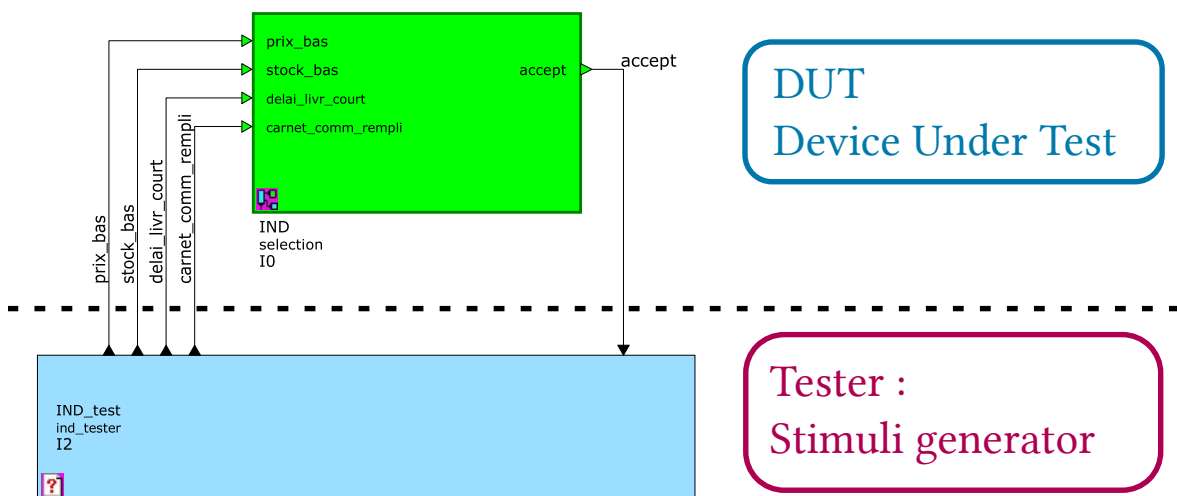 prix_bas
stock_bas
delai_livr_court
carnet_comm_rempli
accept
accept
DUT
Device Under Test
IND
selection
I0
prix_bas
stock_bas
delai_livr_court
carnet_comm_rempli
IND_test
ind_tester
I2
?
Tester :
Stimuli generator